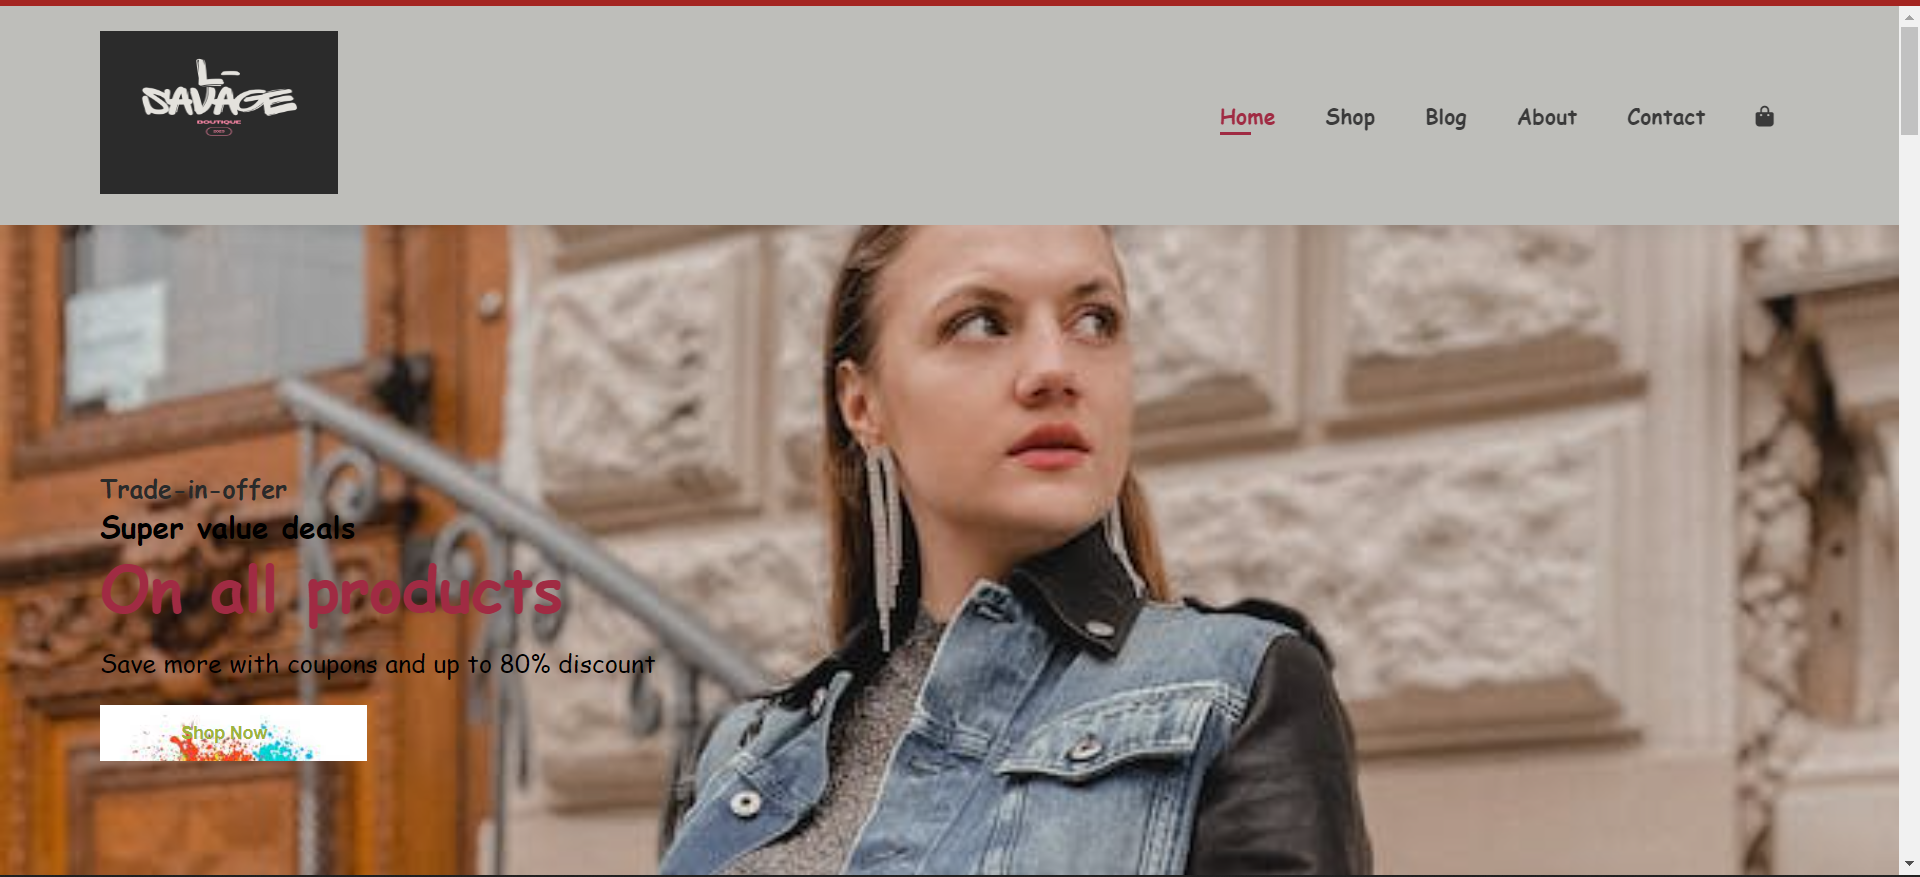 L-
SAVAGE
BOUTIQUE
Home Shop Blog About Contact
Trade-in-offer
Super value deals
On all products
Save more with coupons and up to 80% discount
Shop Now